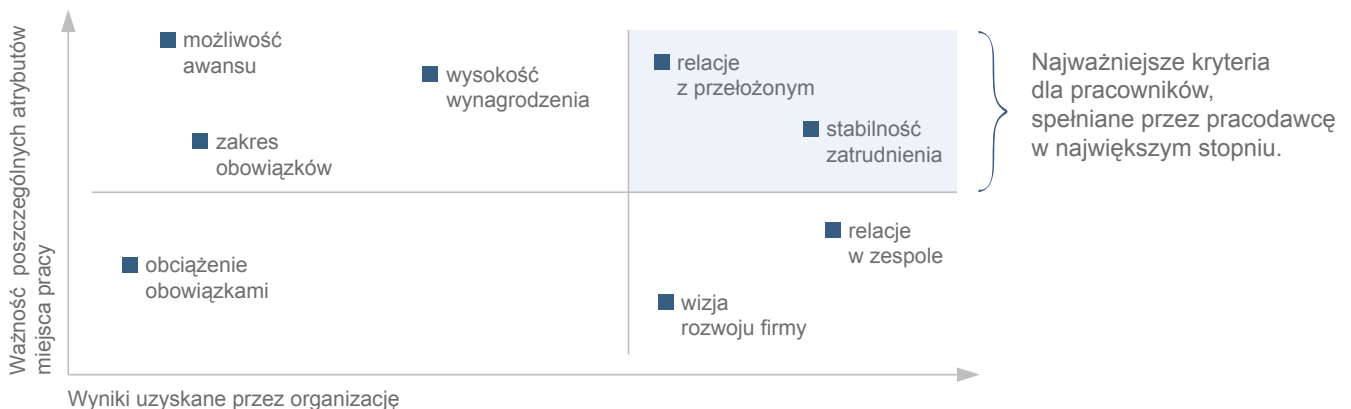 Ważność poszczególnych atrybutów
miejsca pracy
możliwość
awansu
wysokość
wynagrodzenia
zakres
obowiązków
relacje
z przełożonym
stabilność
zatrudnienia
Najważniejsze kryteria
dla pracowników,
spełniane przez pracodawcę
w największym stopniu.
obciążenie
obowiązkami
relacje
w zespole
wizja
rozwoju firmy
Wyniki uzyskane przez organizację